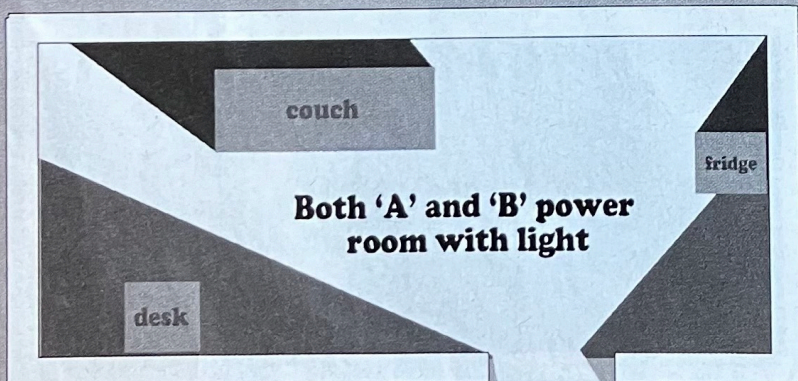 couch
fridge
Both ‘A’ and ‘B’ power
room with light
desk